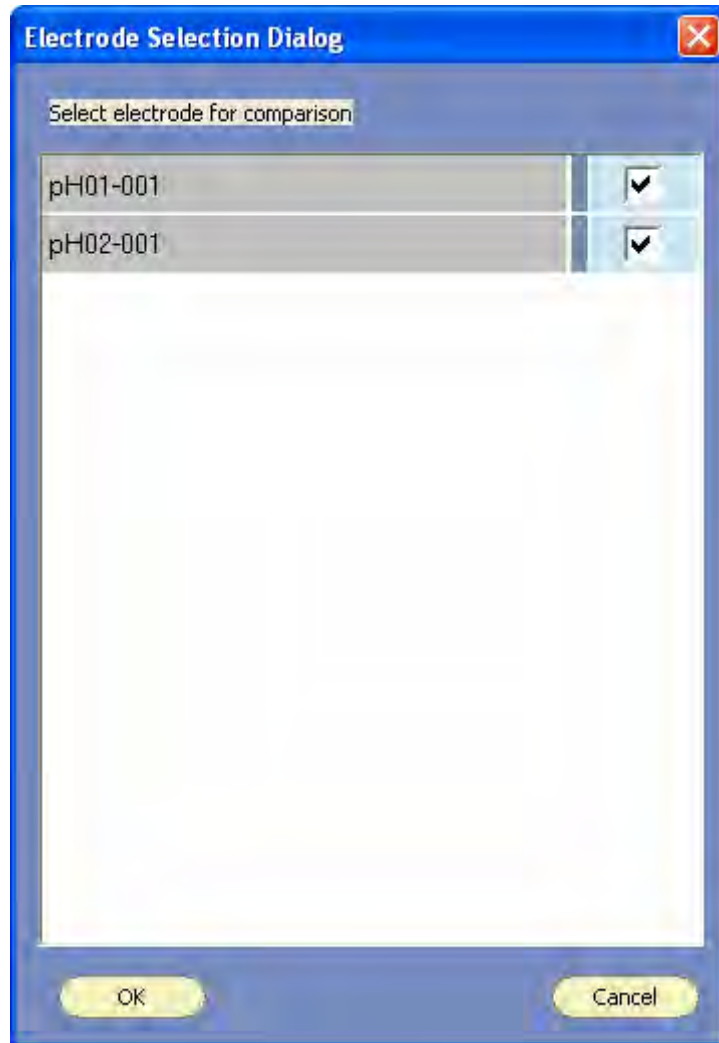 Electrode Selection Dialog
Select electrode for comparison
pH01-001
pH02-001
OK
Cancel